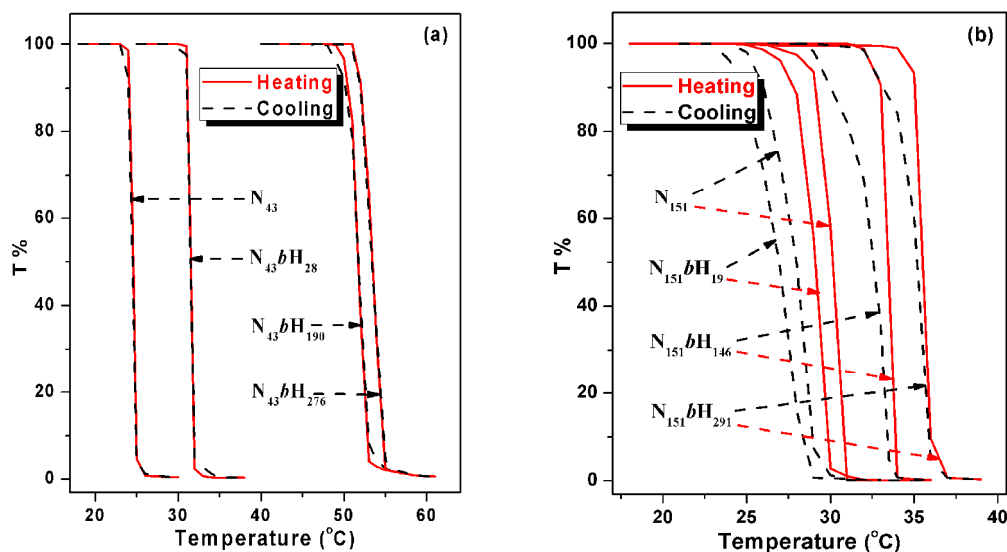 (a)
100
80
60
40
20
0
T %
Heating
Cooling
N43
N43bH28
N43bH190
N43bH276
20 30 40 50 60
Temperature (°C)
(b)
100
80
60
40
20
0
T %
Heating
Cooling
N151
N151bH19
N151bH146
N151bH291
20 25 30 35 40
Temperature (°C)